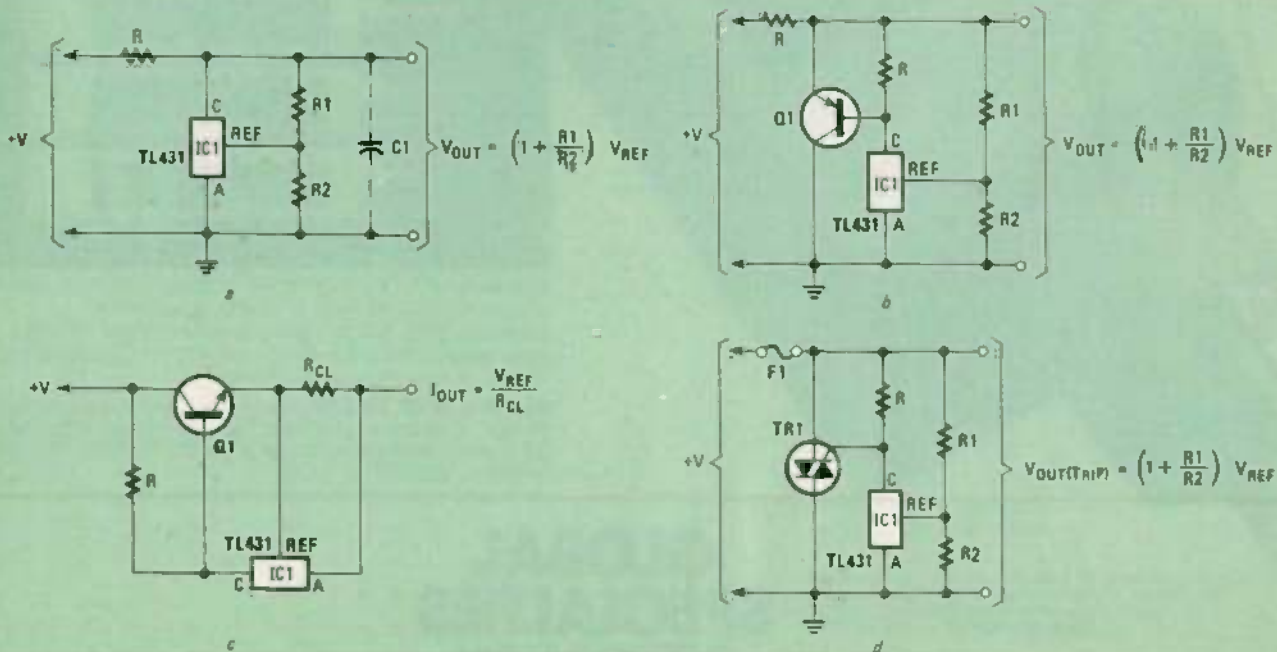 R
C
R1
+V
IC1
REF
C1
VOUT = (1 + R1/R2) VREF
TL431
R2
A
a
R
R
Q1
R1
C
+V
REF
VOUT = (1 + R1/R2) VREF
IC1
R2
TL431 A
b
RCL
+V
IOUT = VREF/RCL
Q1
R
TL431 REF
C IC1 A
c
F1
R
TR1
R1
+V
C
VOUT(TRIP) = (1 + R1/R2) VREF
REF
IC1
TL431 A
R2
d